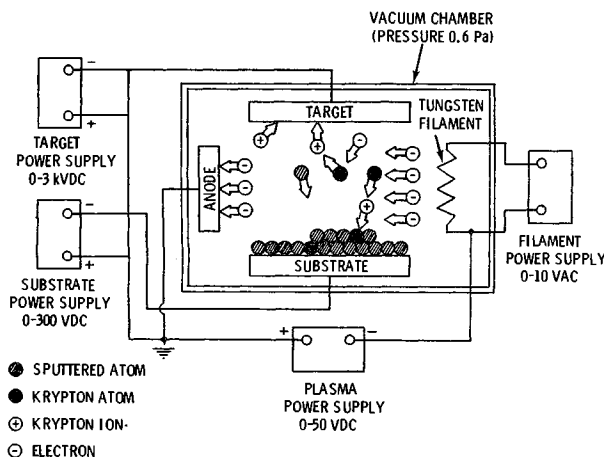 VACUUM CHAMBER
(PRESSURE 0.6 Pa)
TARGET
TUNGSTEN
FILAMENT
TARGET
POWER SUPPLY
0-3 kVDC
ANODE
SUBSTRATE
SUBSTRATE
POWER SUPPLY
0-300 VDC
FILAMENT
POWER SUPPLY
0-10 VAC
SPUTTERED ATOM
KRYPTON ATOM
KRYPTON ION·
ELECTRON
PLASMA
POWER SUPPLY
0-50 VDC